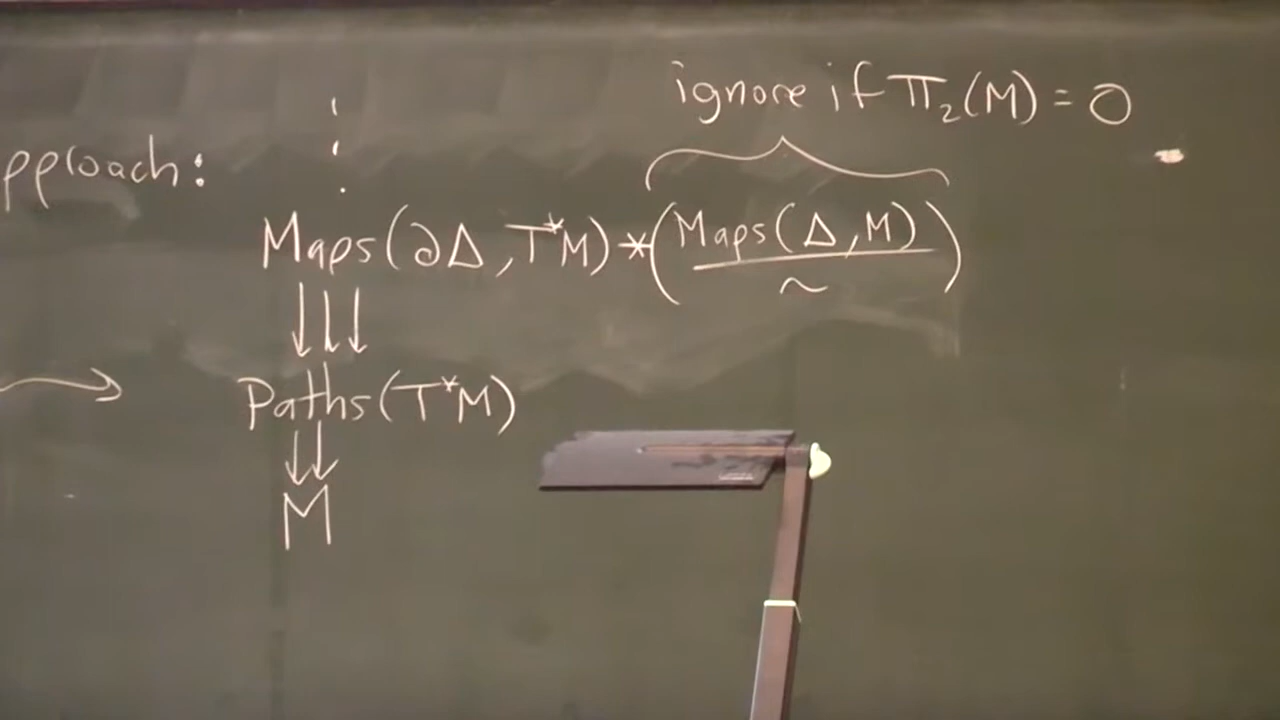 ignore if π₂(M) = 0
pproach:
⋮
Maps(∂Δ, T*M) * (Maps(Δ, M) / ~)
↓↓↓
→ Paths(T*M)
↓↓
M